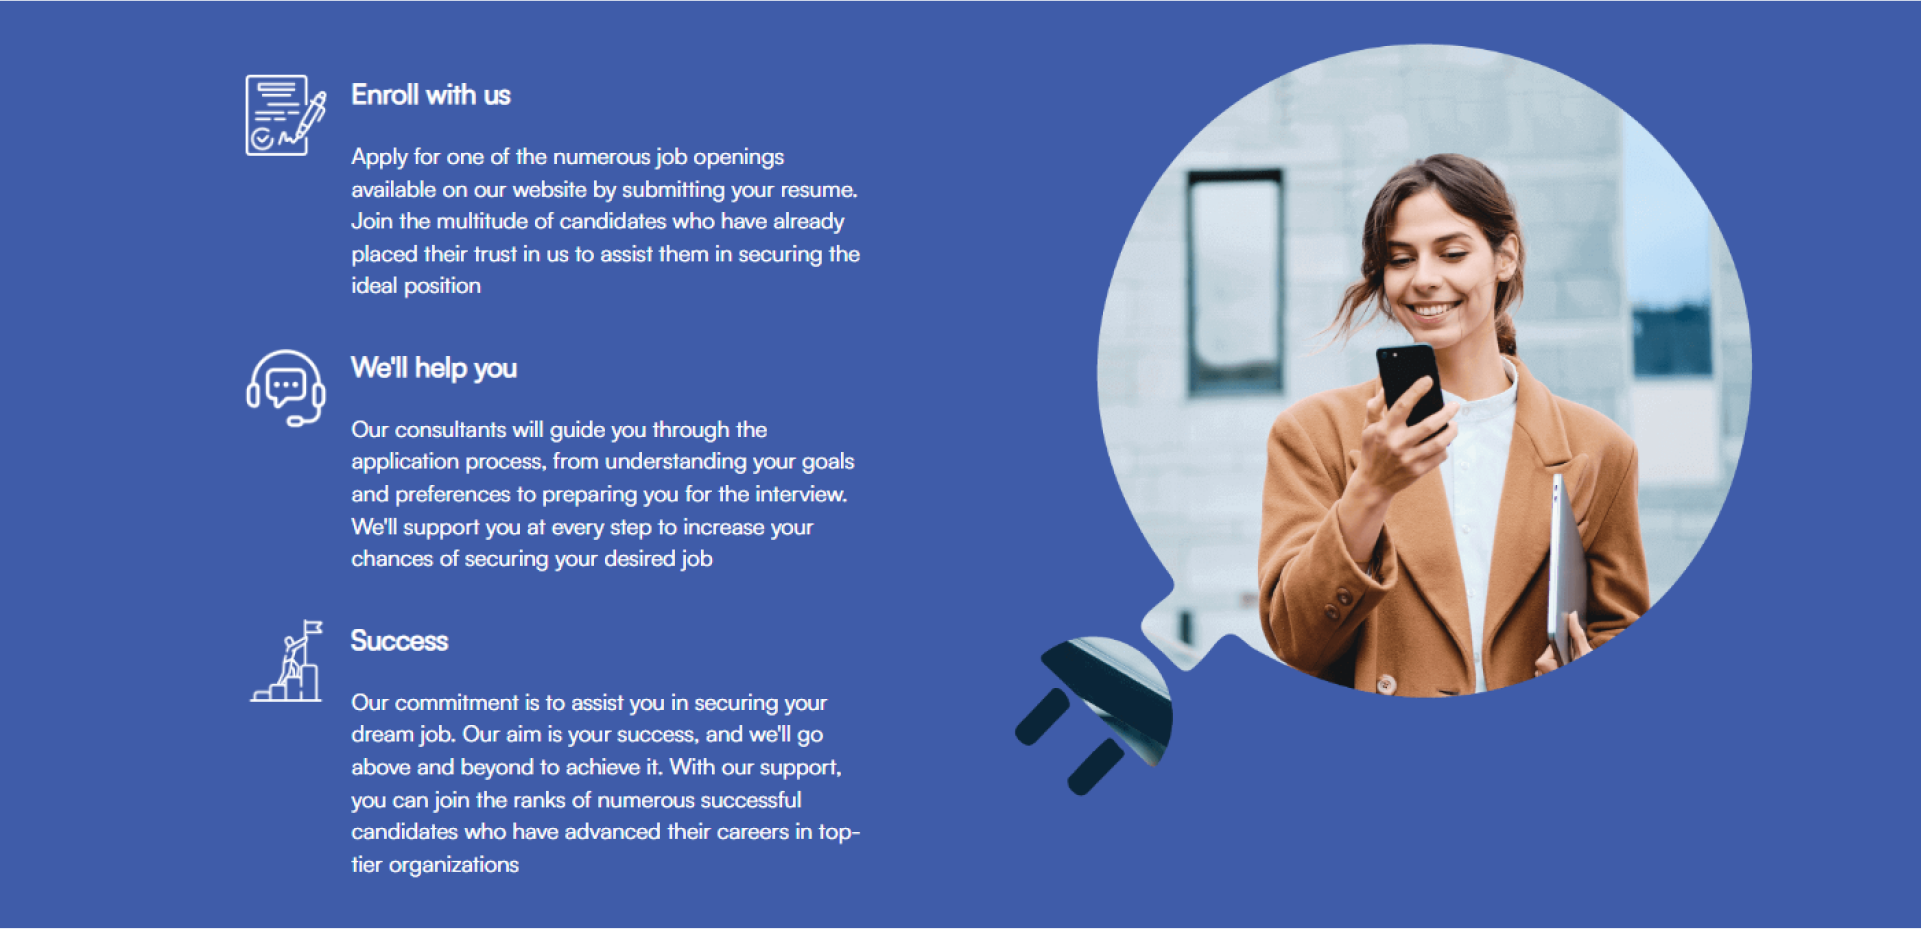 Enroll with us
Apply for one of the numerous job openings
available on our website by submitting your resume.
Join the multitude of candidates who have already
placed their trust in us to assist them in securing the
ideal position
We'll help you
Our consultants will guide you through the
application process, from understanding your goals
and preferences to preparing you for the interview.
We'll support you at every step to increase your
chances of securing your desired job
Success
Our commitment is to assist you in securing your
dream job. Our aim is your success, and we'll go
above and beyond to achieve it. With our support,
you can join the ranks of numerous successful
candidates who have advanced their careers in top-
tier organizations